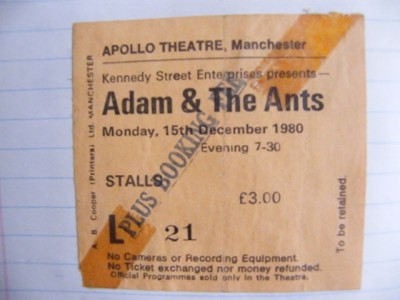 APOLLO THEATRE, Manchester
Kennedy Street Enterprises presents—
Adam & The Ants
Monday, 15th December 1980
Evening 7-30
STALLS
£3.00
L 21
No Cameras or Recording Equipment.
No Ticket exchanged nor money refunded.
Official Programmes sold only in the Theatre.
PLUS BOOKING FEE
To be retained.
A. B. Cooper (Printers) Ltd. MANCHESTER